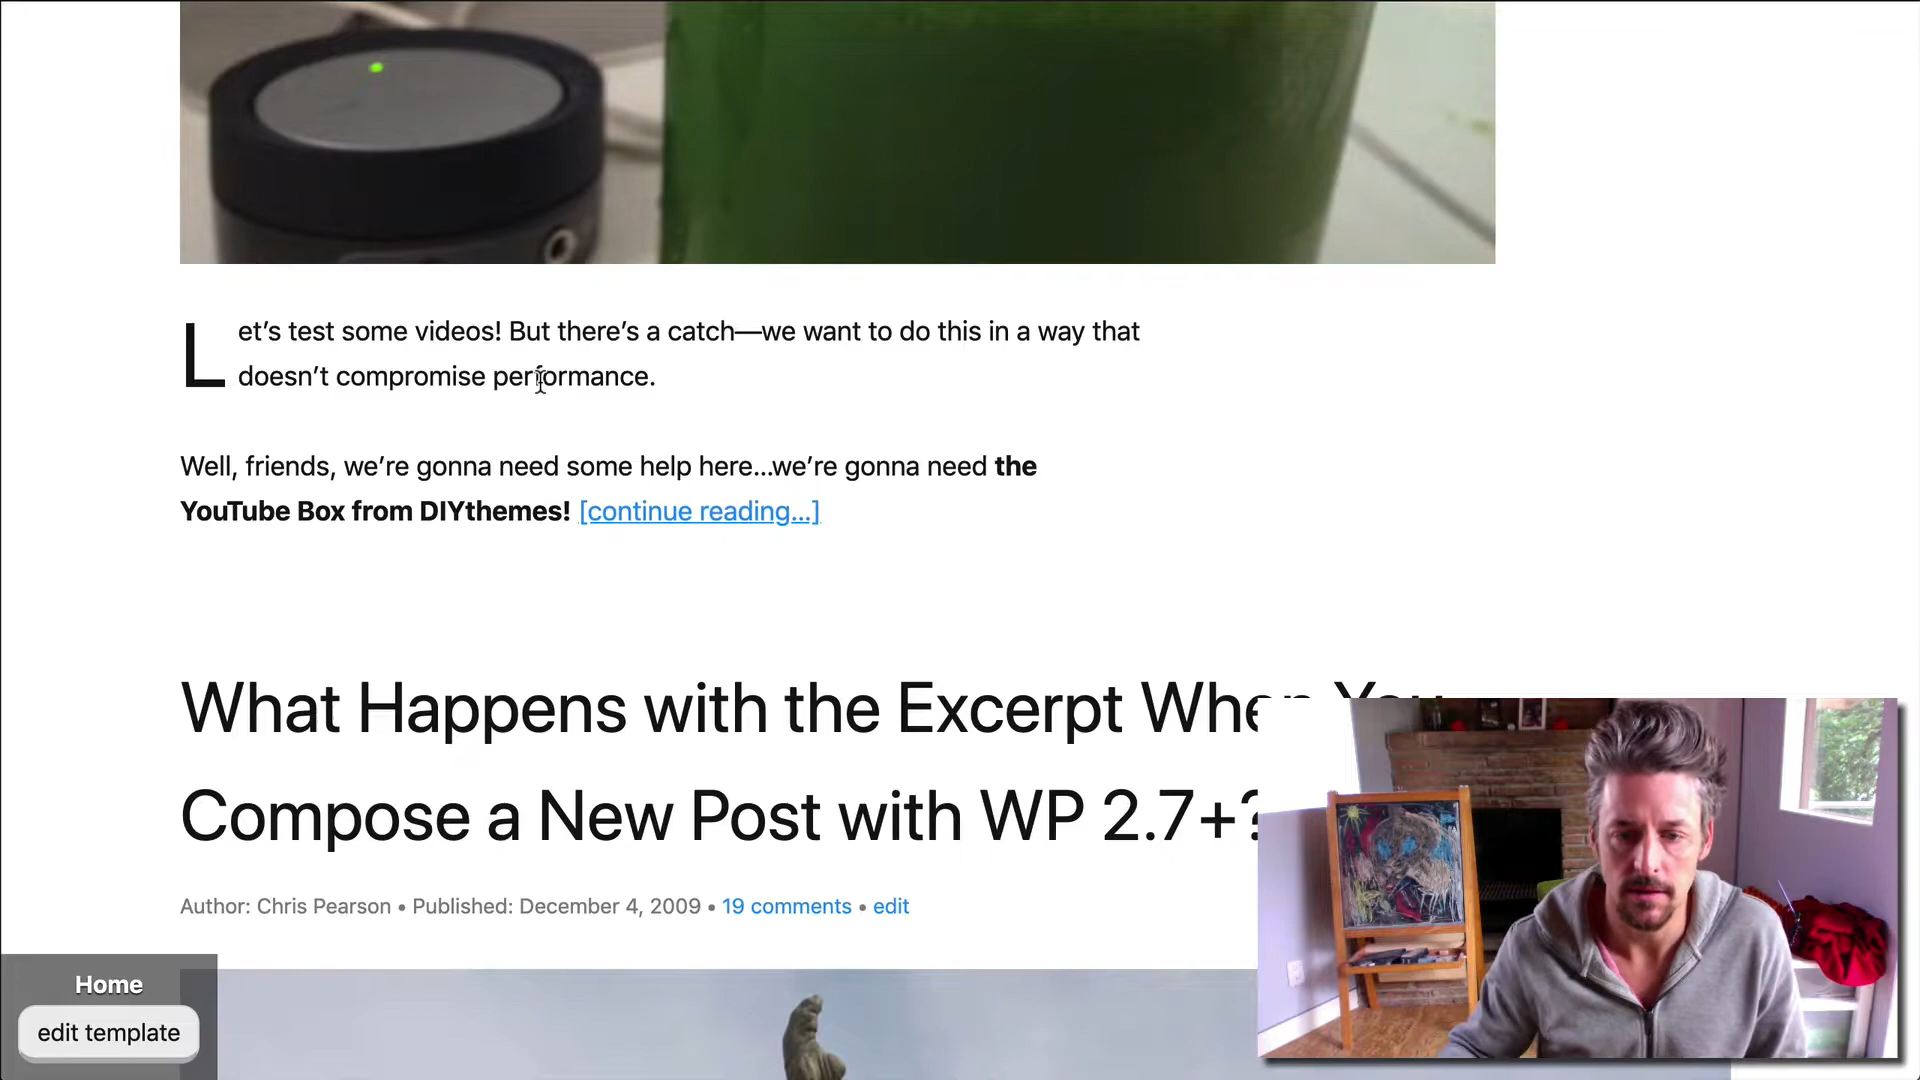 Let’s test some videos! But there’s a catch—we want to do this in a way that
doesn’t compromise performance.
Well, friends, we’re gonna need some help here...we’re gonna need the
YouTube Box from DIYthemes! [continue reading...]
What Happens with the Excerpt When You
Compose a New Post with WP 2.7+?
Author: Chris Pearson • Published: December 4, 2009 • 19 comments • edit
Home
edit template